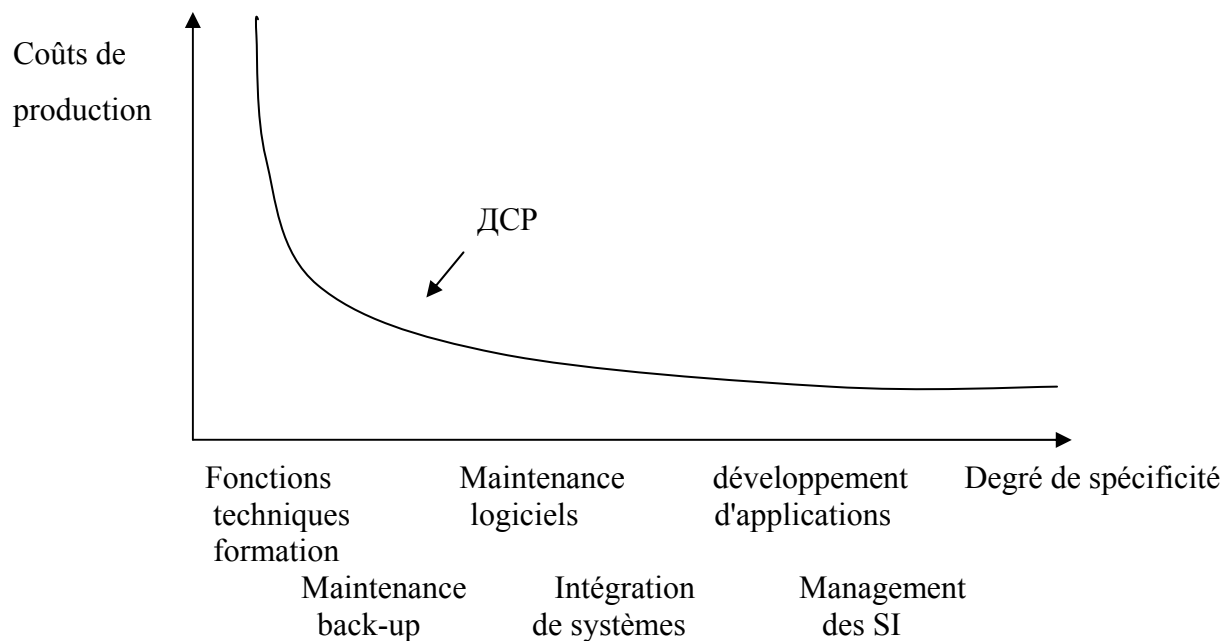 Coûts de
production
ДСР
Fonctions
techniques
formation
Maintenance
logiciels
développement
d'applications
Degré de spécificité
Maintenance
back-up
Intégration
de systèmes
Management
des SI